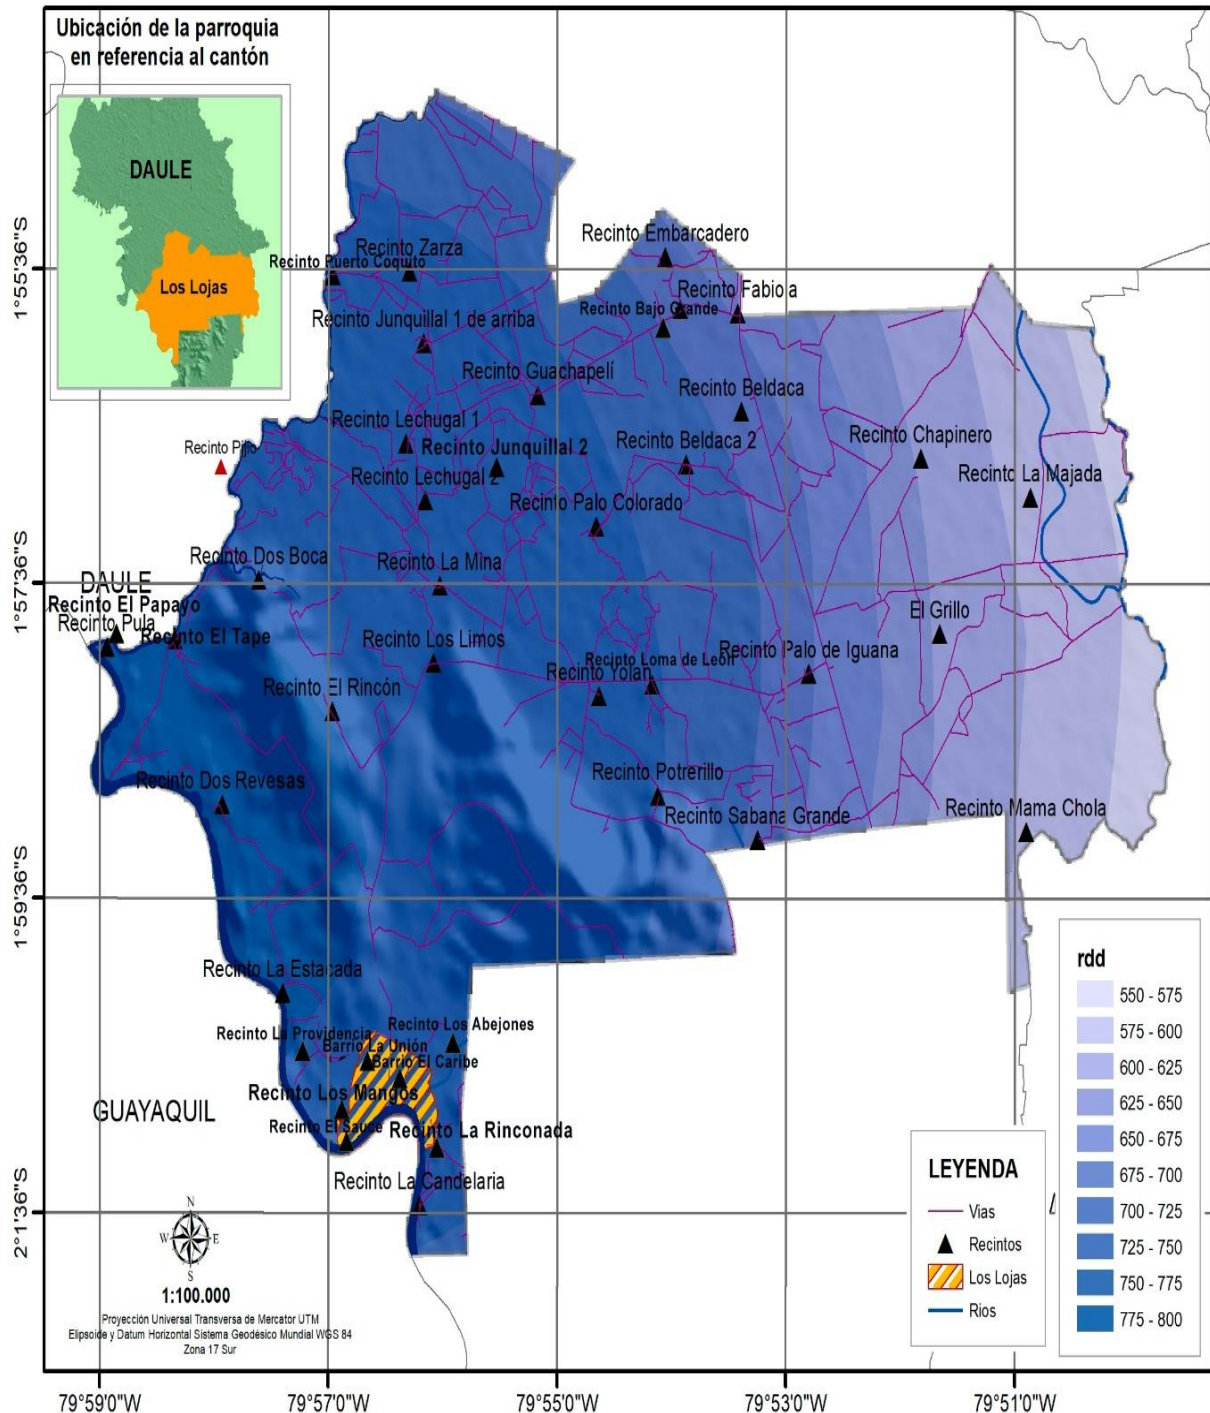 Ubicación de la parroquia
en referencia al cantón
DAULE
Los Lojas
1°55'36"S
1°57'36"S
1°59'36"S
2°1'36"S
Recinto Embarcadero
Recinto Zarza
Recinto Puerto Coquito
Recinto Fabiola
Recinto Bajo Grande
Recinto Junquillal 1 de arriba
Recinto Guachapelí
Recinto Beldaca
Recinto Lechugal 1
Recinto Junquillal 2
Recinto Beldaca 2
Recinto Chapinero
Recinto Pijio
Recinto Lechugal 2
Recinto La Majada
Recinto Palo Colorado
Recinto Dos Boca
Recinto La Mina
DAULE
Recinto El Papayo
Recinto Pula
Recinto El Tape
El Grillo
Recinto Los Limos
Recinto Loma de León
Recinto Palo de Iguana
Recinto Yolán
Recinto El Rincón
Recinto Dos Revesas
Recinto Potrerillo
Recinto Sabana Grande
Recinto Mama Chola
Recinto La Estacada
Recinto Los Abejones
Recinto La Providencia
Barrio La Unión
Barrio El Caribe
Recinto Los Mangos
GUAYAQUIL
Recinto El Sauce
Recinto La Rinconada
Recinto La Candelaria
N
W E
S
1:100.000
Proyección Universal Transversa de Mercator UTM
Elipsoide y Datum Horizontal Sistema Geodésico Mundial WGS 84
Zona 17 Sur
LEYENDA
Vias
Recintos
Los Lojas
Rios
rdd
550 - 575
575 - 600
600 - 625
625 - 650
650 - 675
675 - 700
700 - 725
725 - 750
750 - 775
775 - 800
79°59'0"W
79°57'0"W
79°55'0"W
79°53'0"W
79°51'0"W